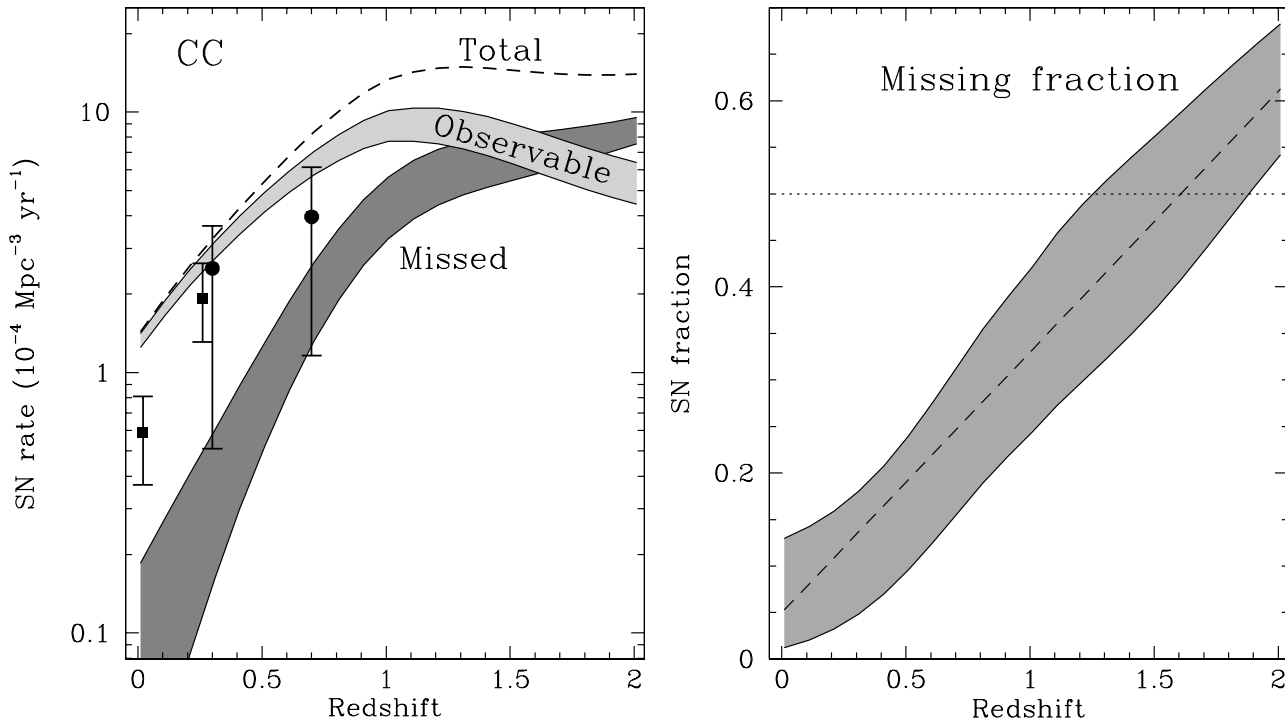 CC
Total
Observable
Missed
10
1
0.1
SN rate (10⁻⁴ Mpc⁻³ yr⁻¹)
0 0.5 1 1.5 2
Redshift
Missing fraction
0.6
0.4
0.2
0
SN fraction
0 0.5 1 1.5 2
Redshift